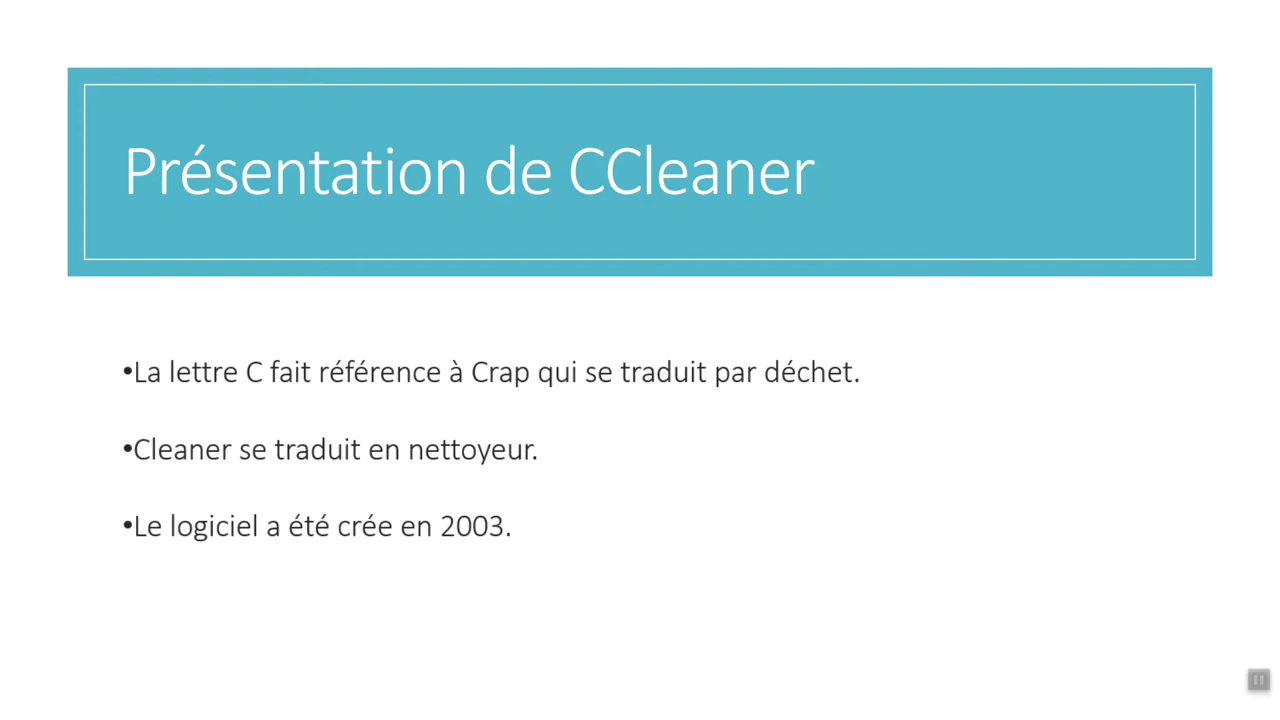 Présentation de CCleaner
•La lettre C fait référence à Crap qui se traduit par déchet.
•Cleaner se traduit en nettoyeur.
•Le logiciel a été crée en 2003.